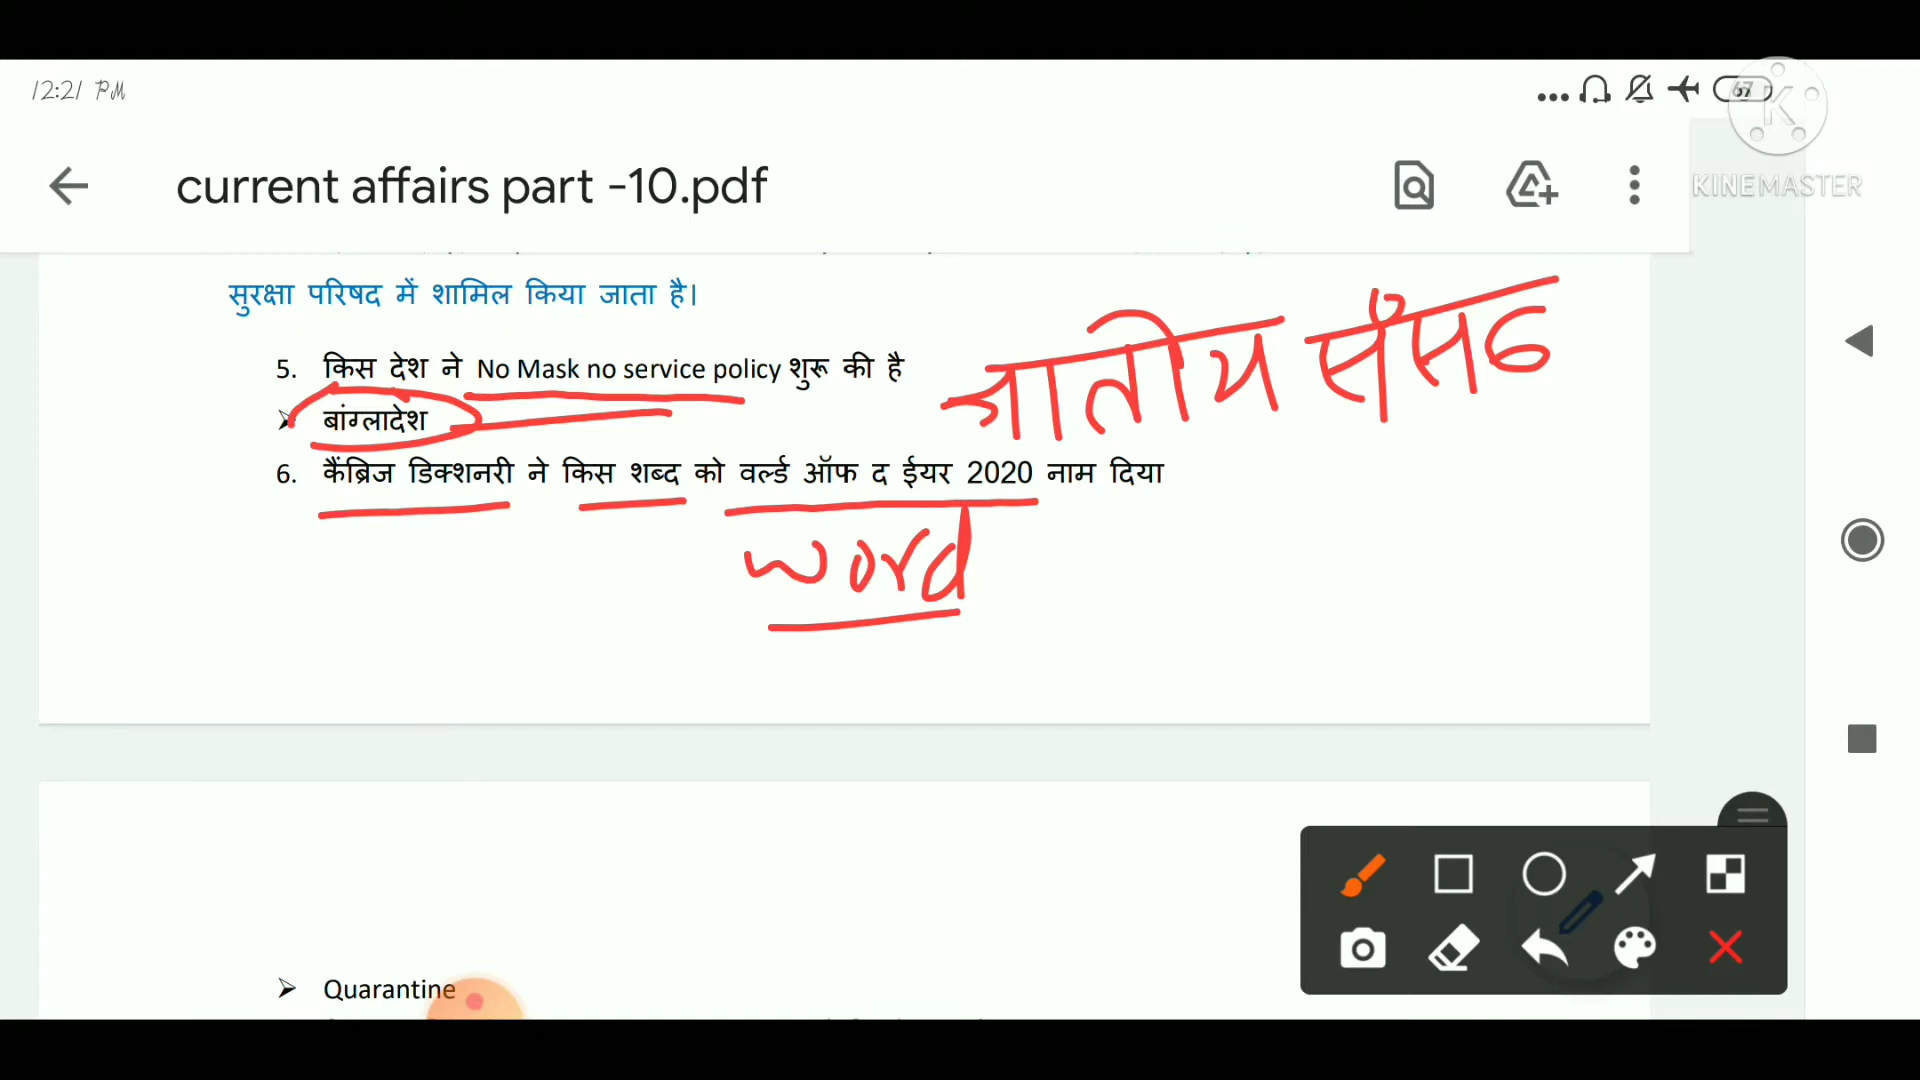 12:21 PM
67
current affairs part -10.pdf
KINEMASTER
सुरक्षा परिषद में शामिल किया जाता है।
5. किस देश ने No Mask no service policy शुरू की है
जातीय संसद
➢ बांग्लादेश
6. कैंब्रिज डिक्शनरी ने किस शब्द को वर्ल्ड ऑफ द ईयर 2020 नाम दिया
word
➢ Quarantine